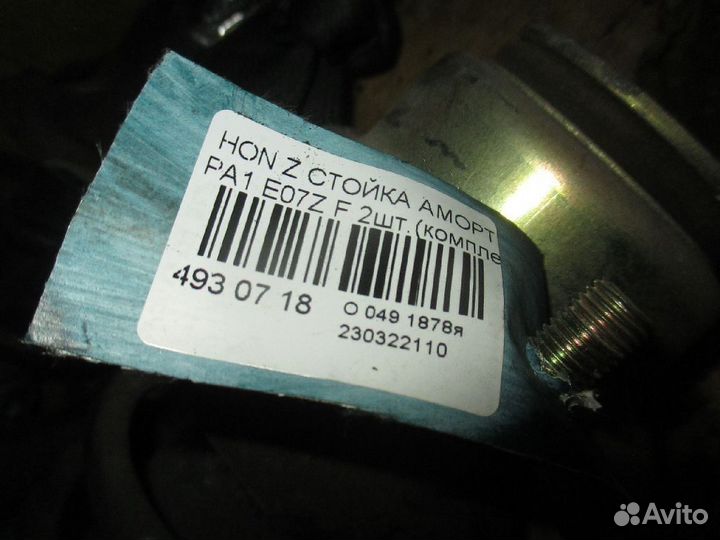 HON Z СТОЙКА АМОРТ
PA1 E07Z F 2шт.(компле
493 07 18
O 049 1878я
230322110
Avito